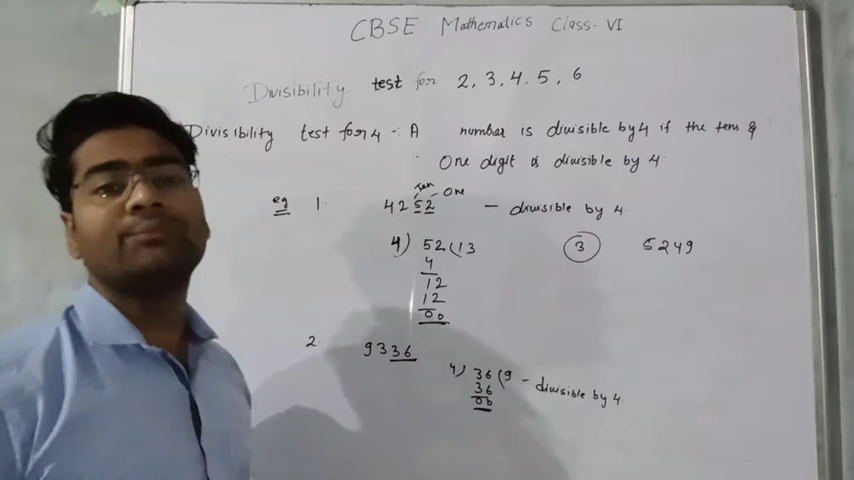 CBSE Mathematics Class- VI
Divisibility test for 2, 3, 4, 5, 6
Divisibility test for 4 -: A number is divisible by 4 if the tens &
One digit is divisible by 4.
eg 1. 4252 ten One — divisible by 4.
4) 52 (13
4
12
12
00
③ 5249
2. 9336
4) 36 (9 - divisible by 4.
36
00